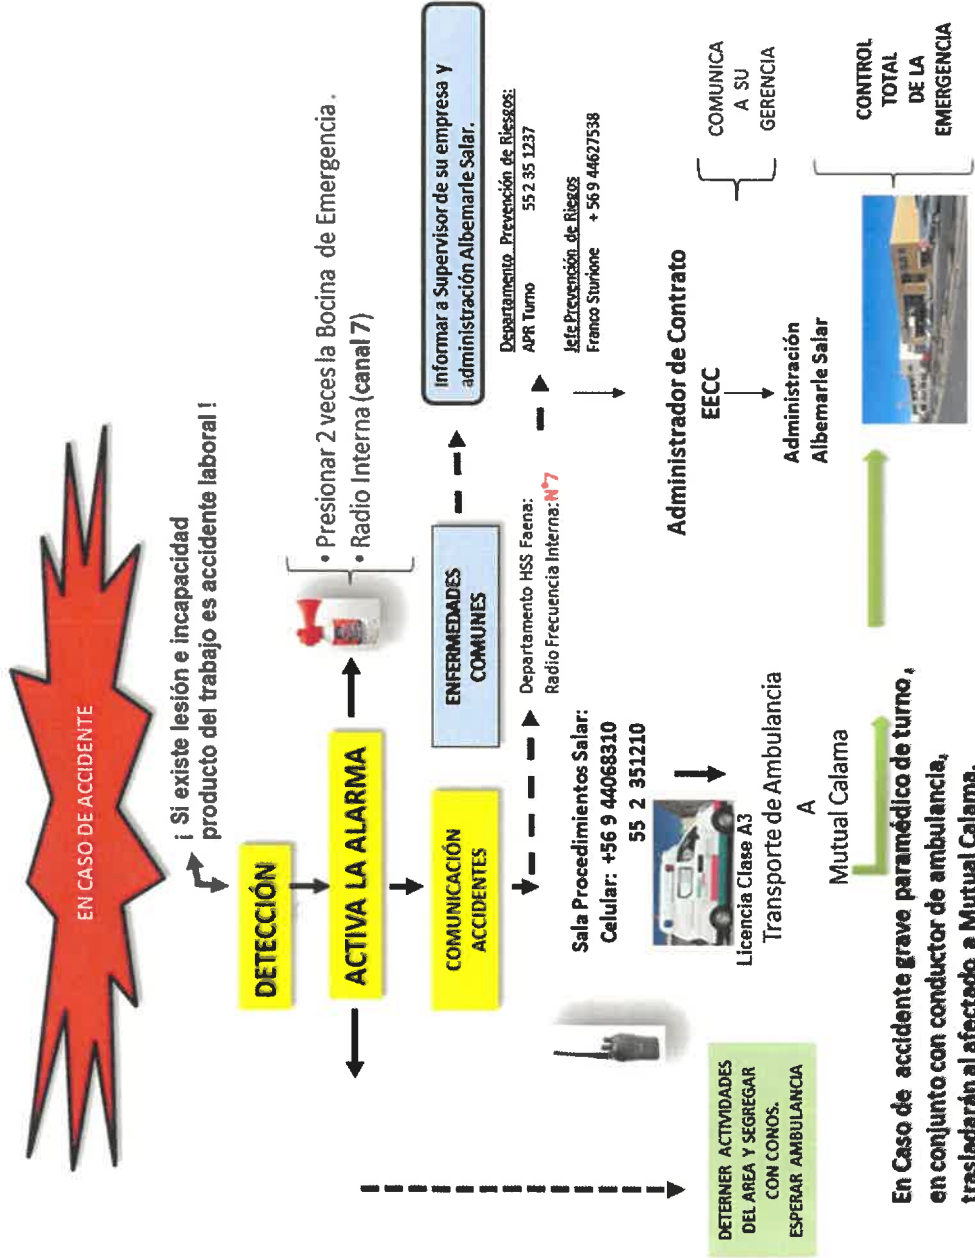 EN CASO DE ACCIDENTE
¡ Si existe lesión e incapacidad
producto del trabajo es accidente laboral !
DETECCIÓN
ACTIVA LA ALARMA
• Presionar 2 veces la Bocina de Emergencia.
• Radio Interna (canal 7)
COMUNICACIÓN
ACCIDENTES
ENFERMEDADES
COMUNES
Informar a Supervisor de su empresa y
administración Albemarle Salar.
Departamento HSS Faena:
Radio Frecuencia Interna:N°7
Departamento Prevención de Riesgos:
APR Turno 55 2 35 1237
Jefe Prevención de Riegos
Franco Sturione + 56 9 44627538
Sala Procedimientos Salar:
Celular: +56 9 44068310
55 2 351210
Licencia Clase A3
Transporte de Ambulancia
A
Mutual Calama
Administrador de Contrato
EECC
Administración
Albemarle Salar
COMUNICA
A SU
GERENCIA
CONTROL
TOTAL
DE LA
EMERGENCIA
DETERNER ACTIVIDADES
DEL AREA Y SEGREGAR
CON CONOS.
ESPERAR AMBULANCIA
En Caso de accidente grave paramédico de turno,
en conjunto con conductor de ambulancia,
trasladarán al afectado a Mutual Calama.